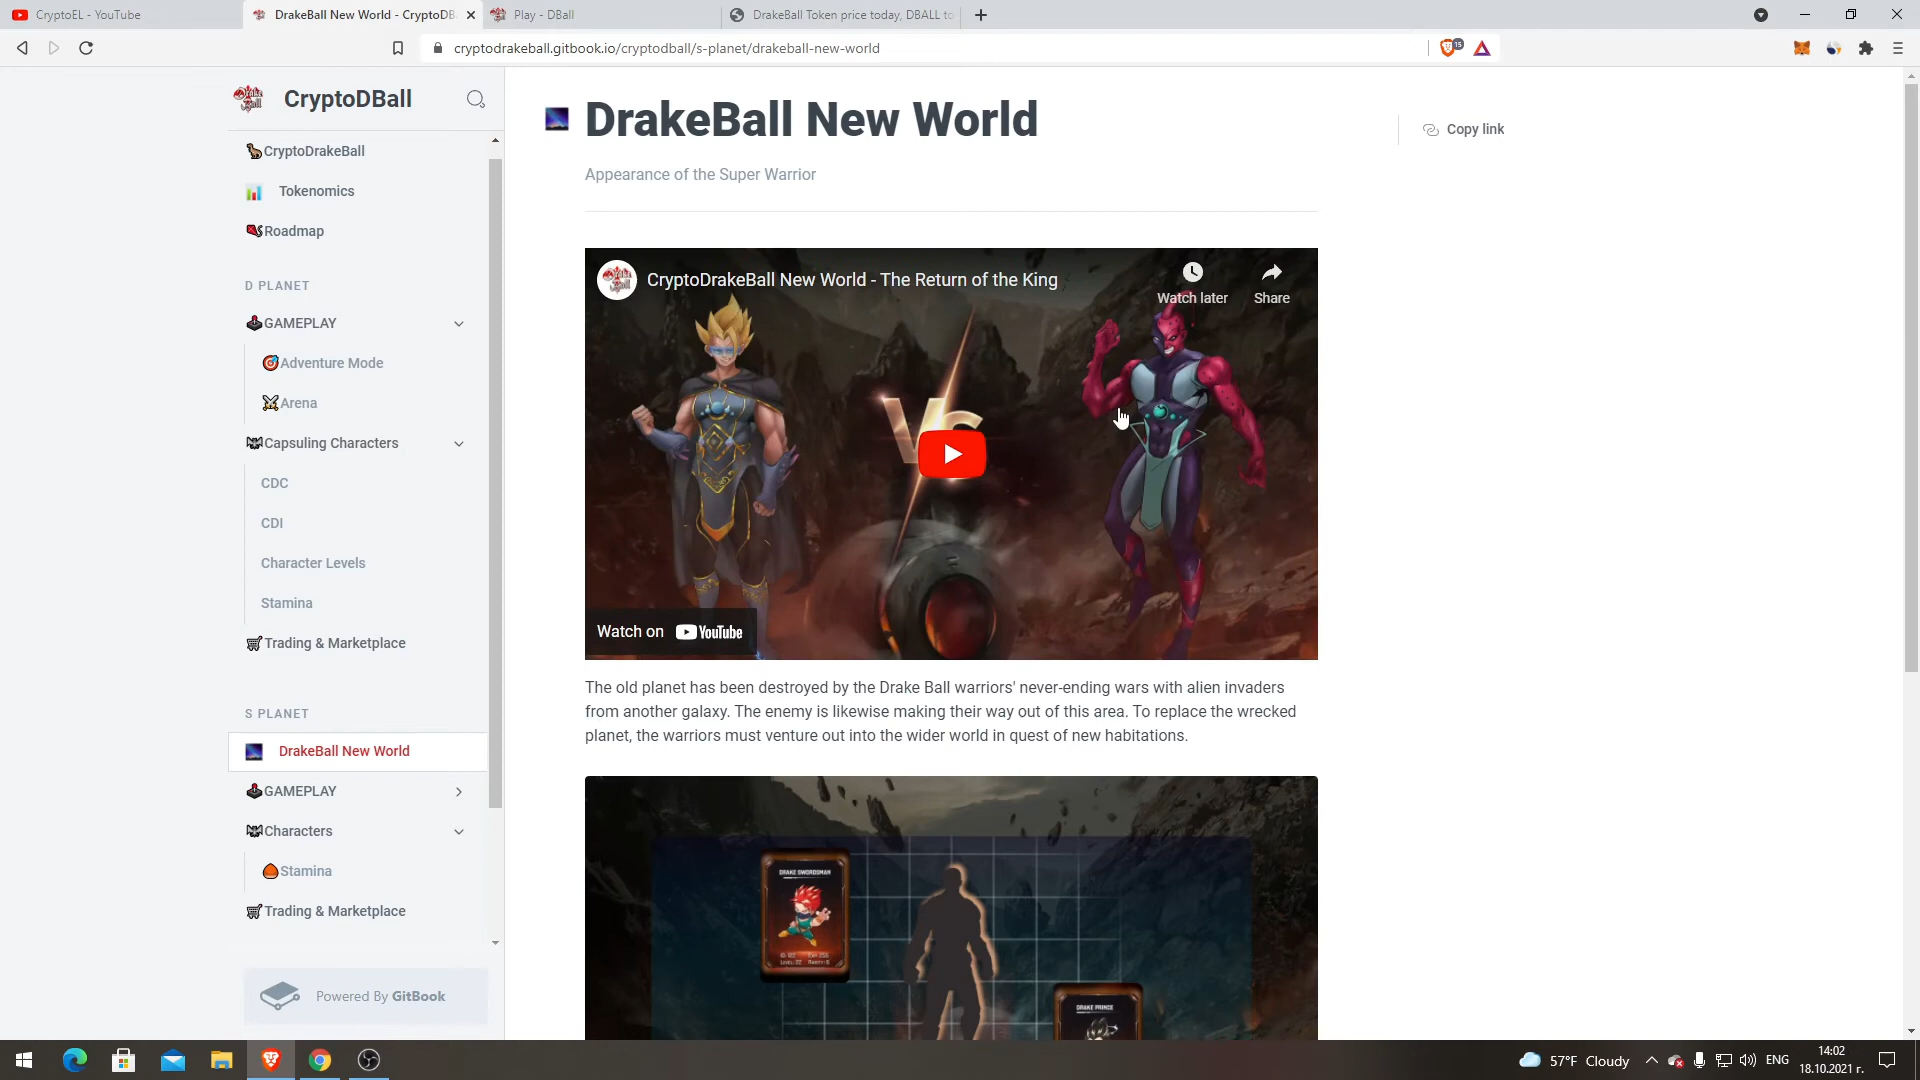 CryptoEL - YouTube
DrakeBall New World - CryptoDB
Play - DBall
DrakeBall Token price today, DBALL to
cryptodrakeball.gitbook.io/cryptodball/s-planet/drakeball-new-world
15
CryptoDBall
CryptoDrakeBall
Tokenomics
Roadmap
D PLANET
GAMEPLAY
Adventure Mode
Arena
Capsuling Characters
CDC
CDI
Character Levels
Stamina
Trading & Marketplace
S PLANET
DrakeBall New World
GAMEPLAY
Characters
Stamina
Trading & Marketplace
Powered By GitBook
DrakeBall New World
Copy link
Appearance of the Super Warrior
CryptoDrakeBall New World - The Return of the King
Watch later
Share
VS
Watch on YouTube
The old planet has been destroyed by the Drake Ball warriors' never-ending wars with alien invaders
from another galaxy. The enemy is likewise making their way out of this area. To replace the wrecked
planet, the warriors must venture out into the wider world in quest of new habitations.
DRAKE SWORDSMAN
DRAKE PRINCE
57°F Cloudy
ENG
14:02
18.10.2021 г.